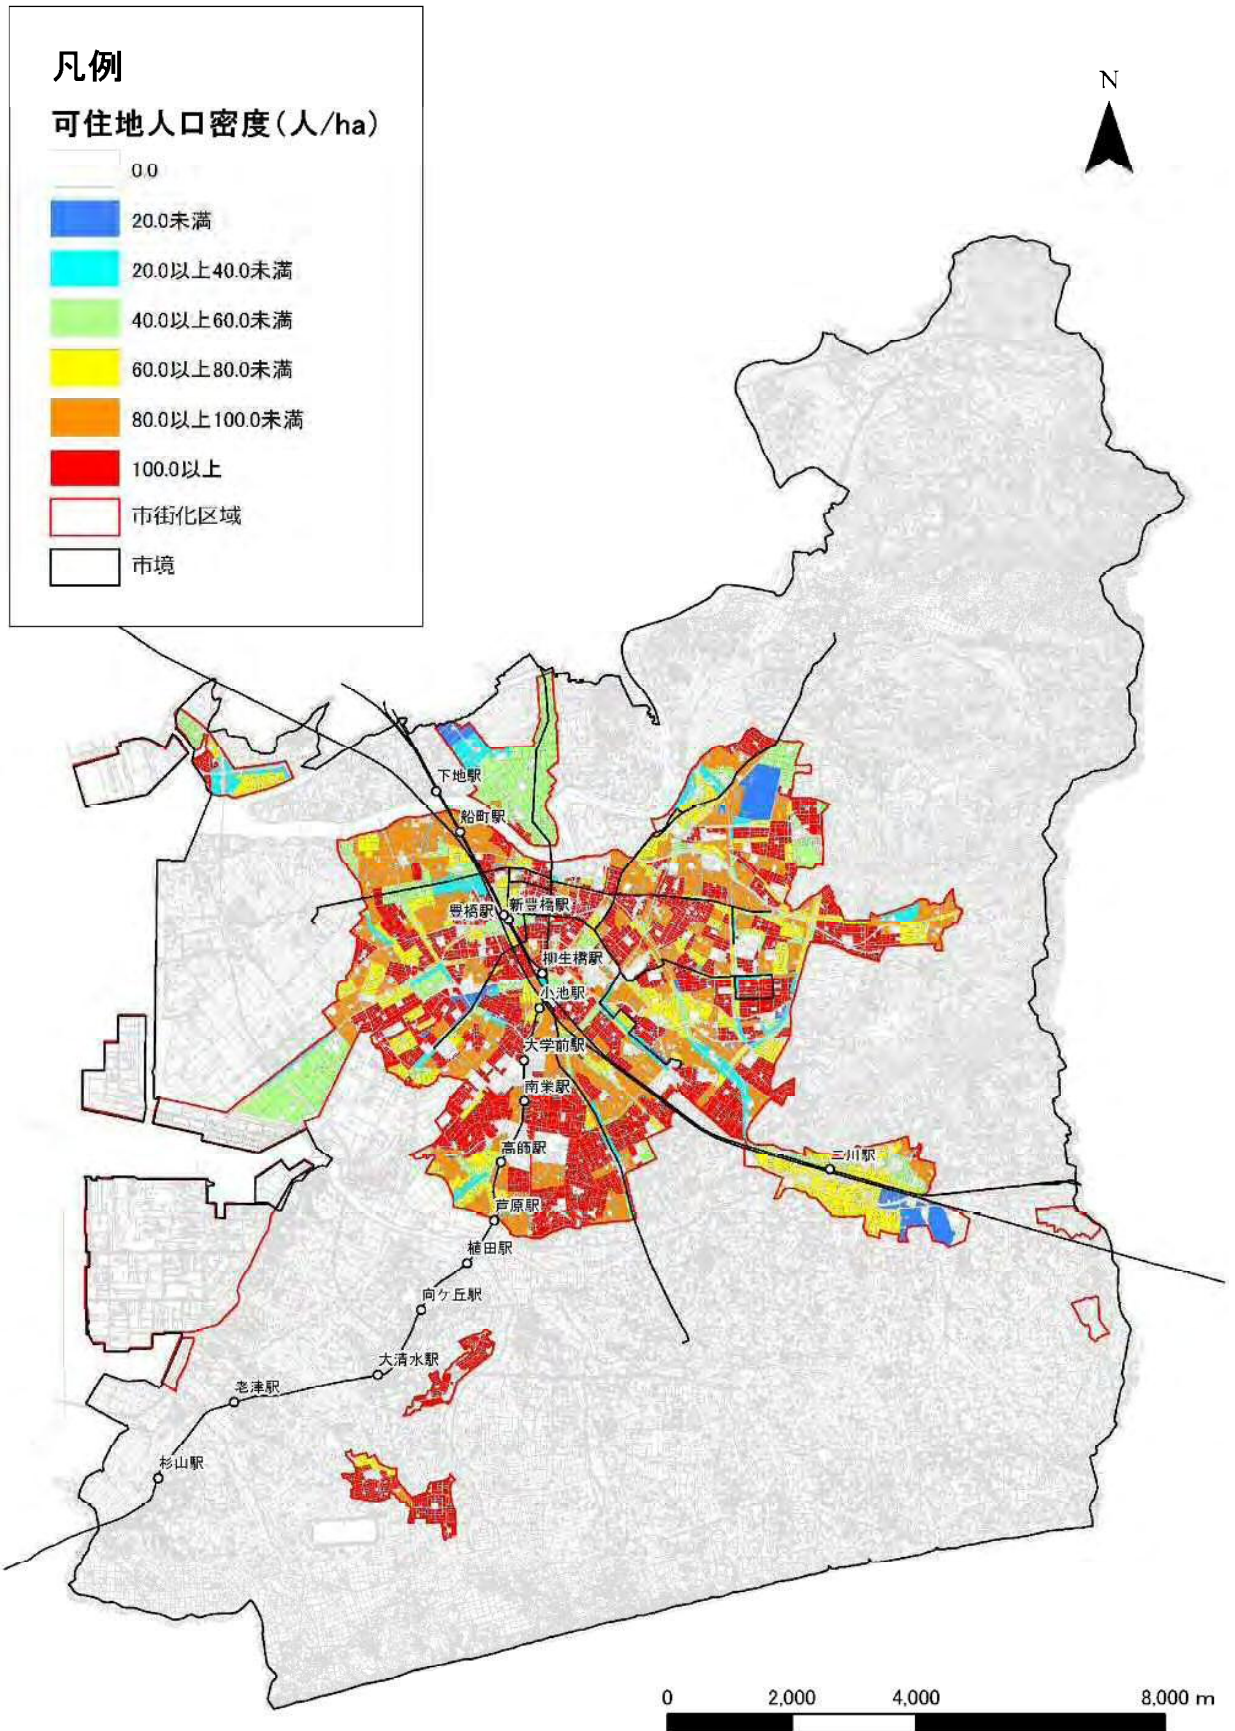 凡例
可住地人口密度(人/ha)
0.0
20.0未満
20.0以上40.0未満
40.0以上60.0未満
60.0以上80.0未満
80.0以上100.0未満
100.0以上
市街化区域
市境
N
下地駅
船町駅
豊橋駅
新豊橋駅
柳生橋駅
小池駅
大学前駅
南栄駅
高師駅
芦原駅
植田駅
向ケ丘駅
大清水駅
老津駅
杉山駅
二川駅
0 2,000 4,000 8,000 m